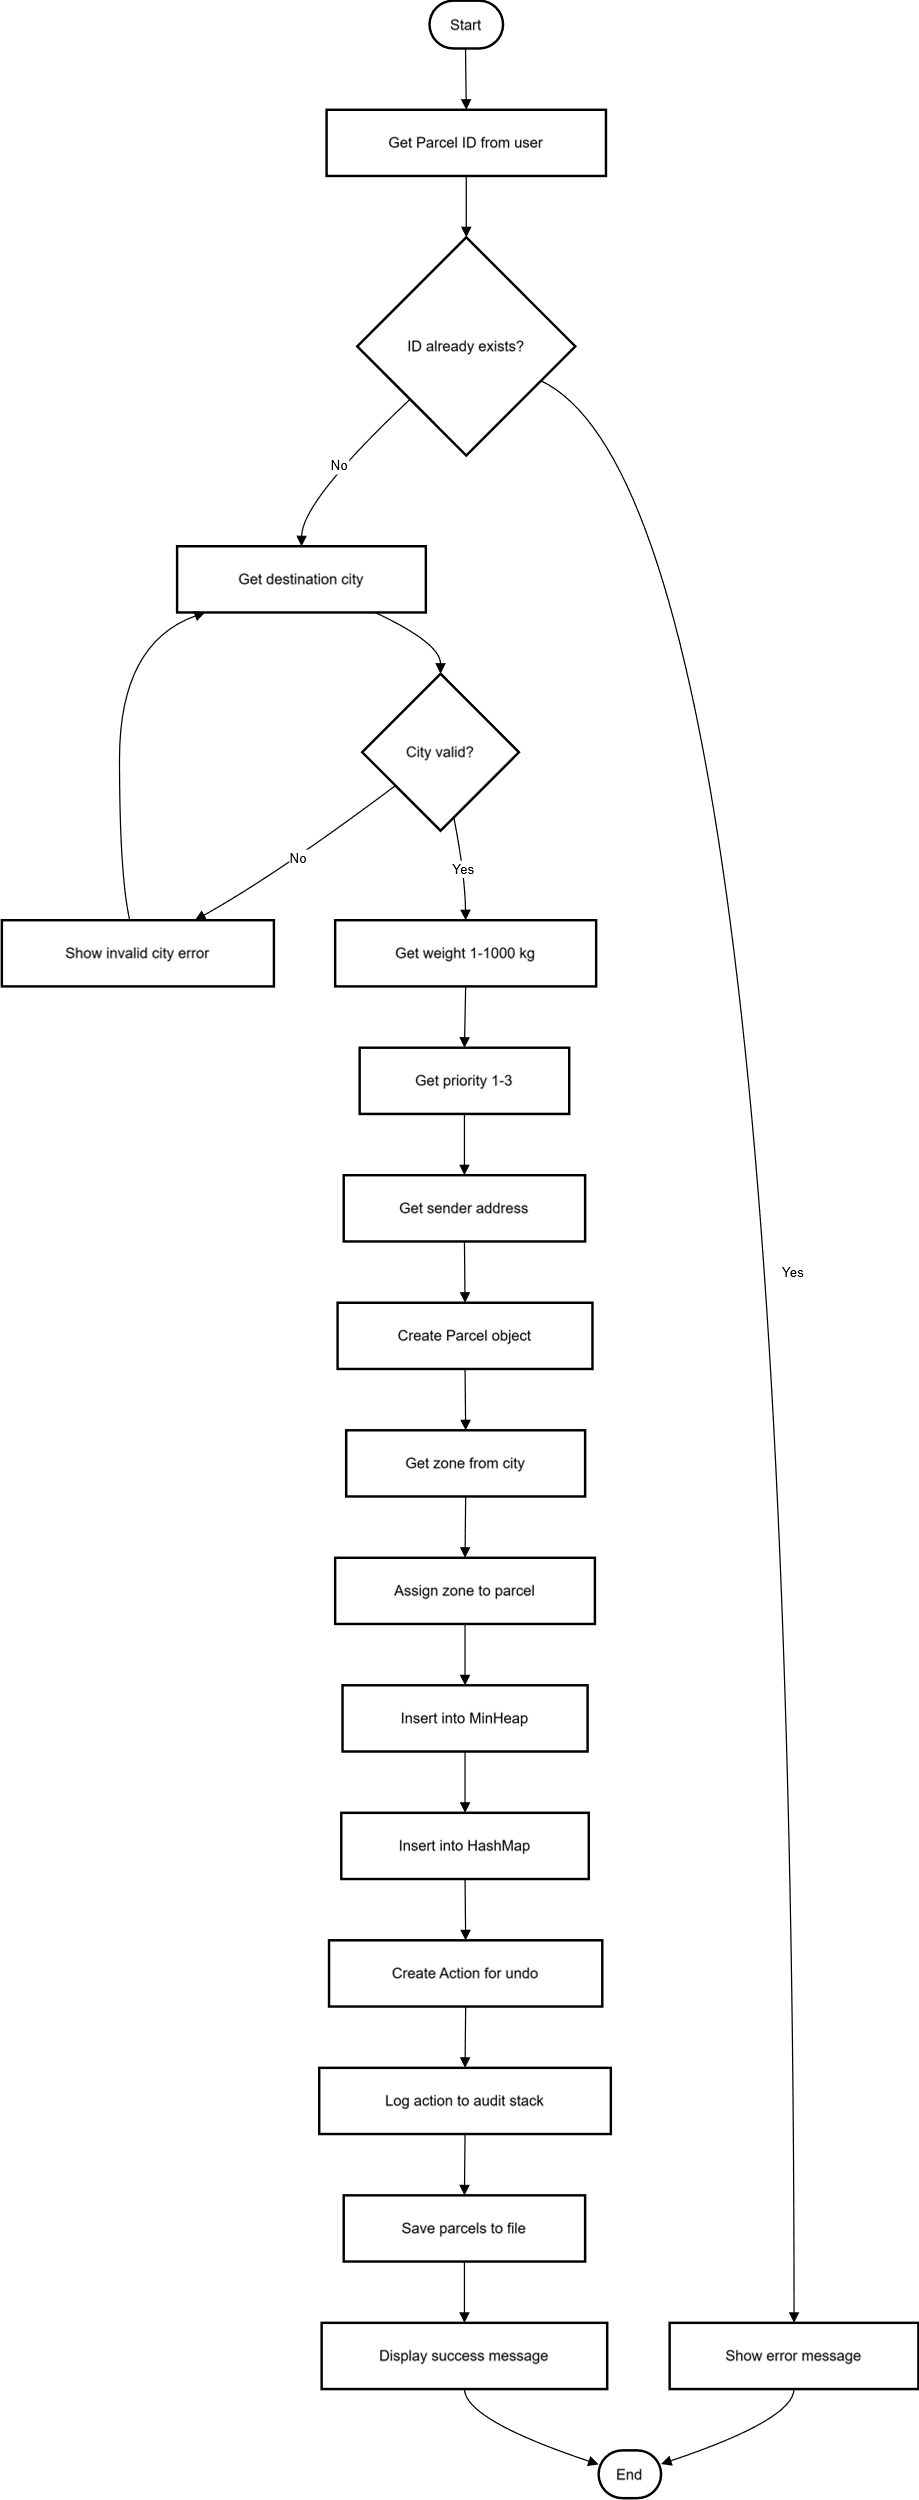 Start
Get Parcel ID from user
ID already exists?
No
Get destination city
City valid?
No
Yes
Show invalid city error
Get weight 1-1000 kg
Get priority 1-3
Get sender address
Yes
Create Parcel object
Get zone from city
Assign zone to parcel
Insert into MinHeap
Insert into HashMap
Create Action for undo
Log action to audit stack
Save parcels to file
Display success message
Show error message
End